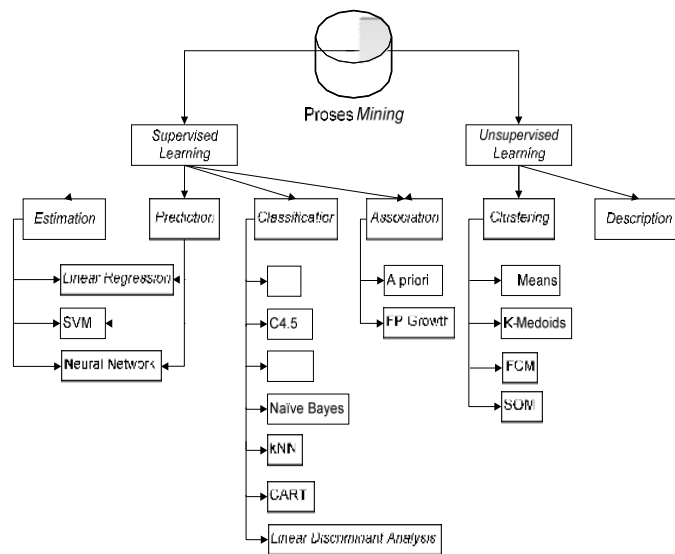 Proses Mining
Supervised
Learning
Unsupervised
Learning
Estimation
Prediction
Classification
Association
Clustering
Description
Linear Regression
SVM
Neural Network
C4.5
Naïve Bayes
kNN
CART
Linear Discriminant Analysis
A priori
FP Growth
Means
K-Medoids
FCM
SOM